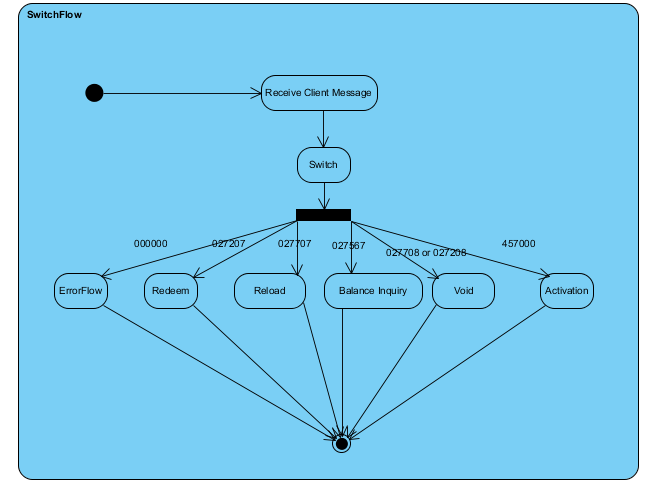 SwitchFlow
Receive Client Message
Switch
000000
027207
027707
027567
027708 or 027208
457000
ErrorFlow
Redeem
Reload
Balance Inquiry
Void
Activation